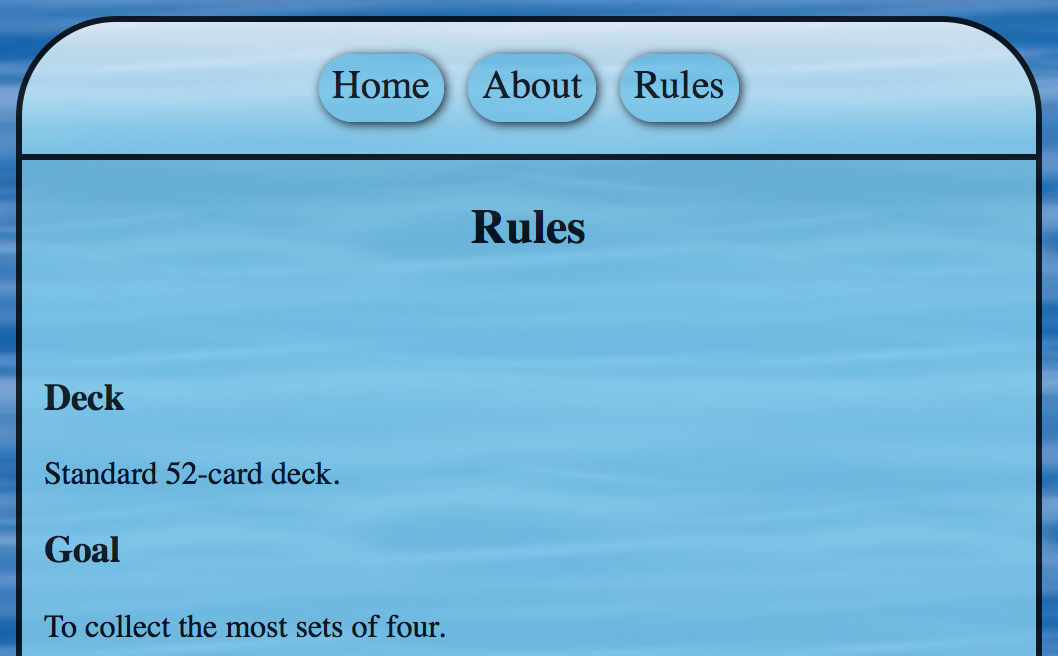 Home About Rules
Rules
Deck
Standard 52-card deck.
Goal
To collect the most sets of four.